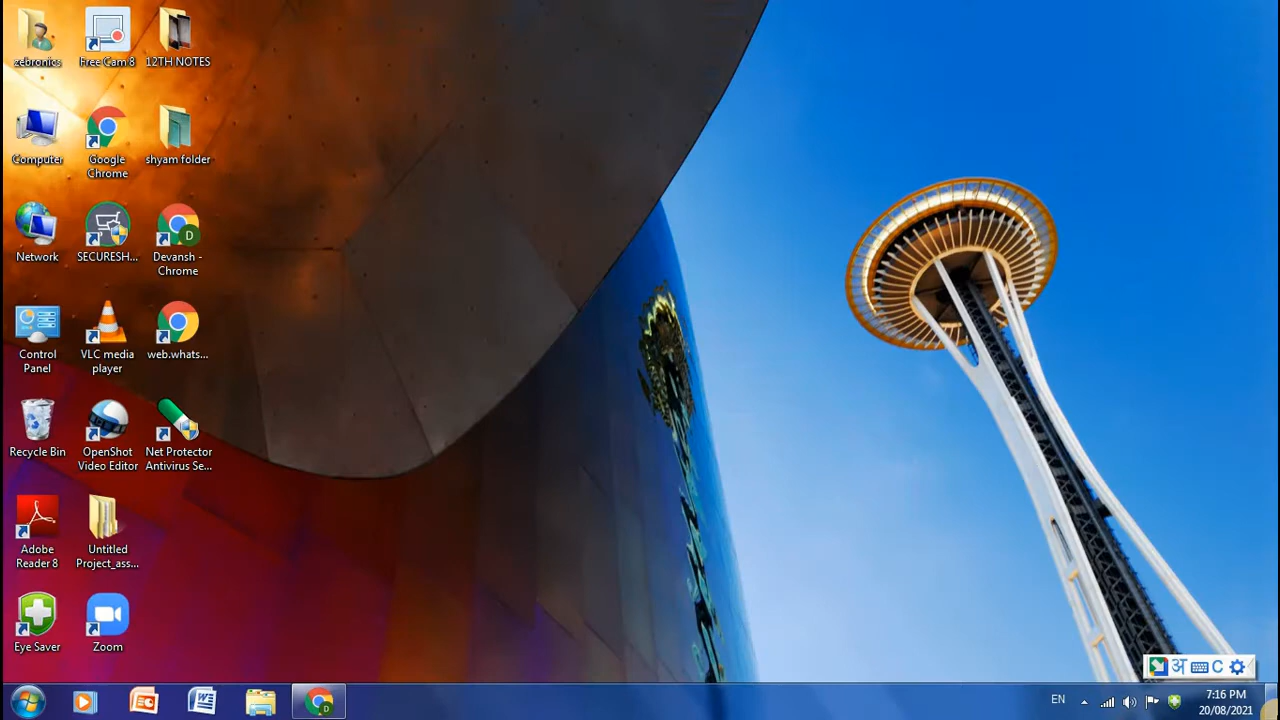 zebronics
Free Cam 8
12TH NOTES
Computer
Google
Chrome
shyam folder
Network
SECURESH...
Devansh -
Chrome
Control
Panel
VLC media
player
web.whats...
Recycle Bin
OpenShot
Video Editor
Net Protector
Antivirus Se...
Adobe
Reader 8
Untitled
Project_ass...
Eye Saver
Zoom
अ C
EN
7:16 PM
20/08/2021